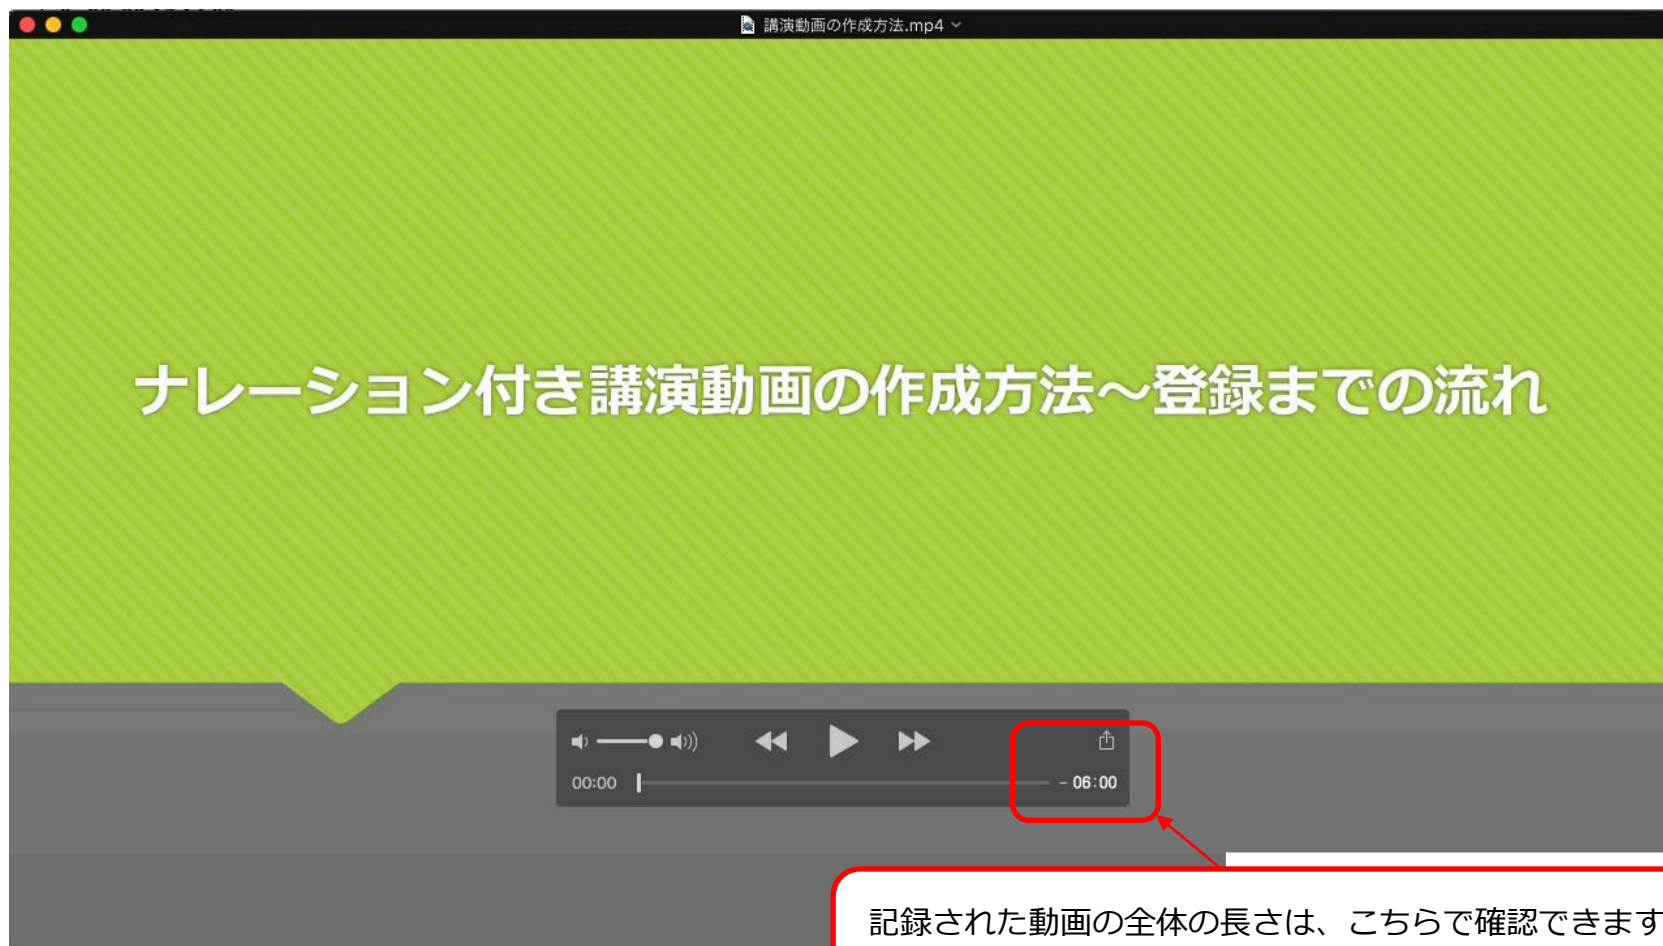 講演動画の作成方法.mp4
ナレーション付き講演動画の作成方法～登録までの流れ
00:00
- 06:00
記録された動画の全体の長さは、こちらで確認できます